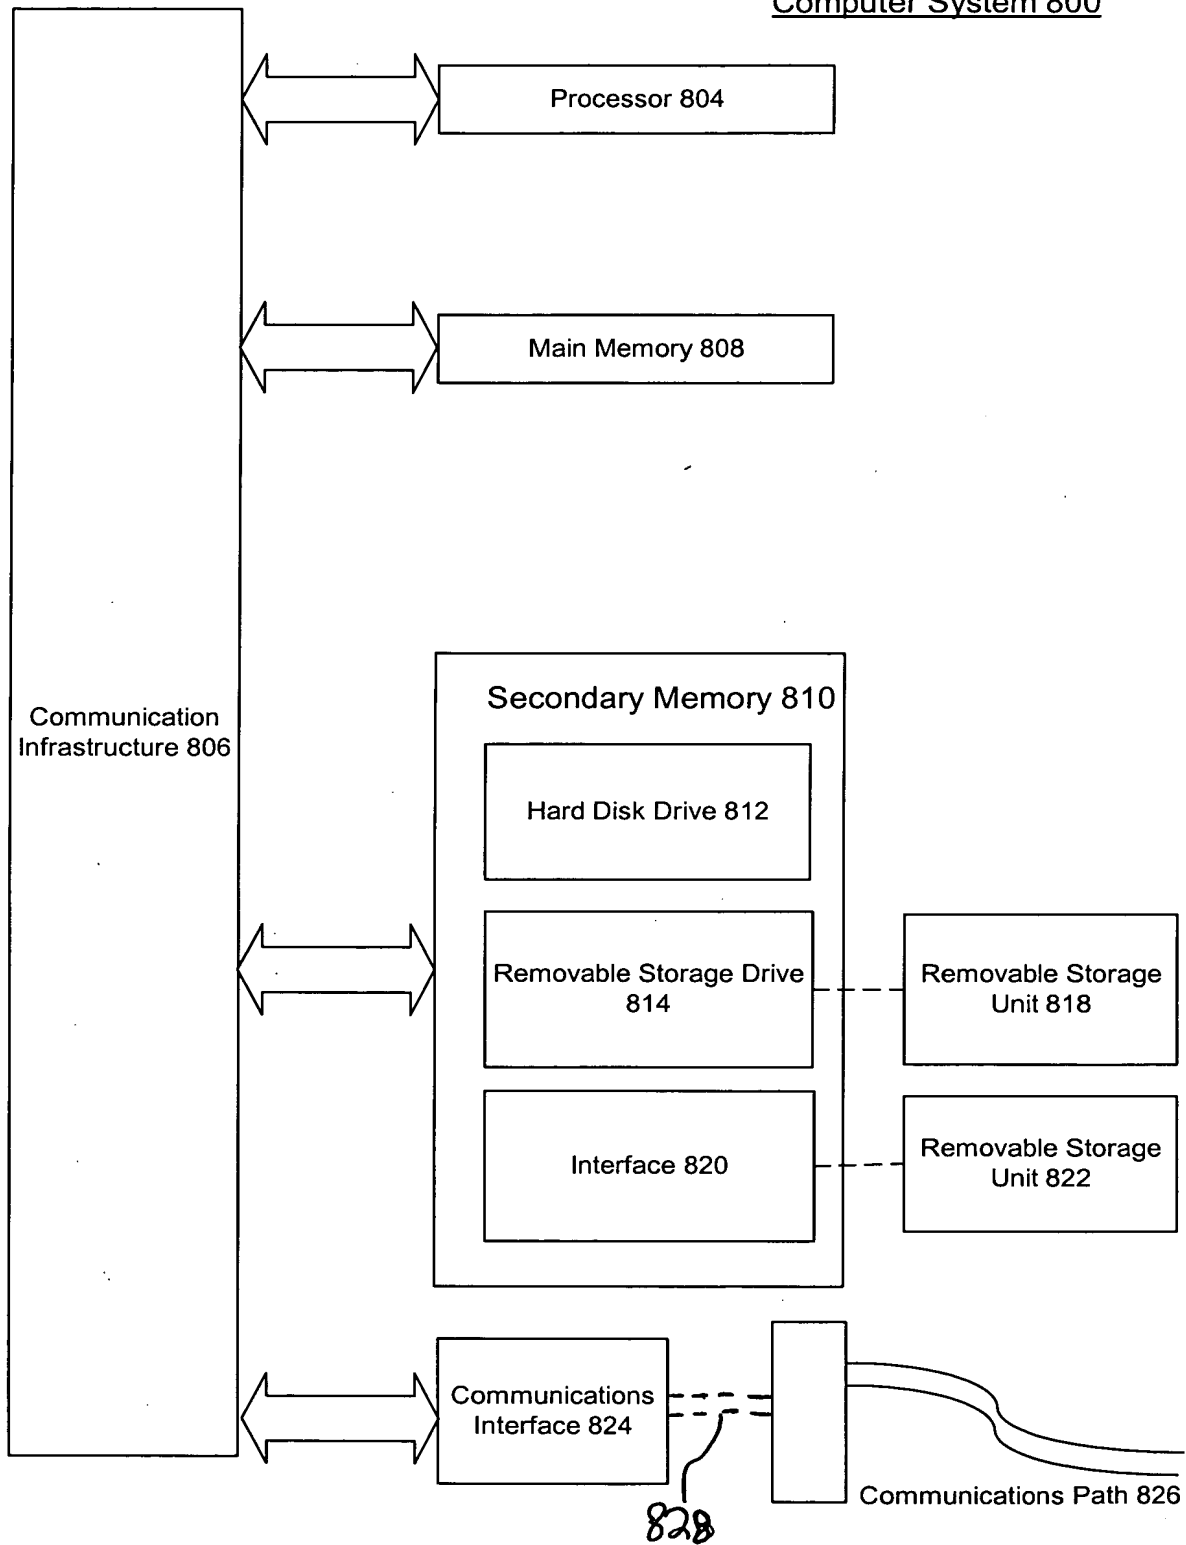 Computer System 800
Processor 804
Main Memory 808
Communication
Infrastructure 806
Secondary Memory 810
Hard Disk Drive 812
Removable Storage Drive
814
Removable Storage
Unit 818
Interface 820
Removable Storage
Unit 822
Communications
Interface 824
828
Communications Path 826